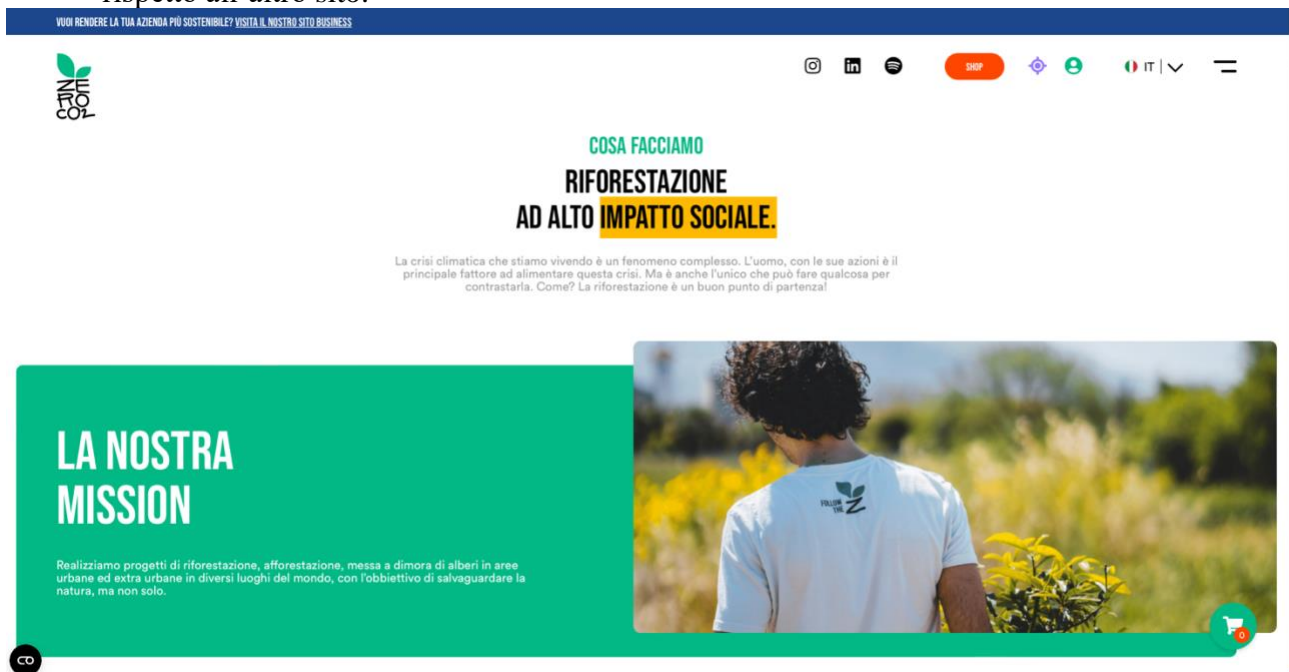 rispetto un altro sito.
VUOI RENDERE LA TUA AZIENDA PIÙ SOSTENIBILE? VISITA IL NOSTRO SITO BUSINESS
ZE
RO
CO2
SHOP
IT
COSA FACCIAMO
RIFORESTAZIONE
AD ALTO IMPATTO SOCIALE.
La crisi climatica che stiamo vivendo è un fenomeno complesso. L'uomo, con le sue azioni è il
principale fattore ad alimentare questa crisi. Ma è anche l'unico che può fare qualcosa per
contrastarla. Come? La riforestazione è un buon punto di partenza!
LA NOSTRA
MISSION
Realizziamo progetti di riforestazione, afforestazione, messa a dimora di alberi in aree
urbane ed extra urbane in diversi luoghi del mondo, con l'obbiettivo di salvaguardare la
natura, ma non solo.
FOLLOW
THE Z
0